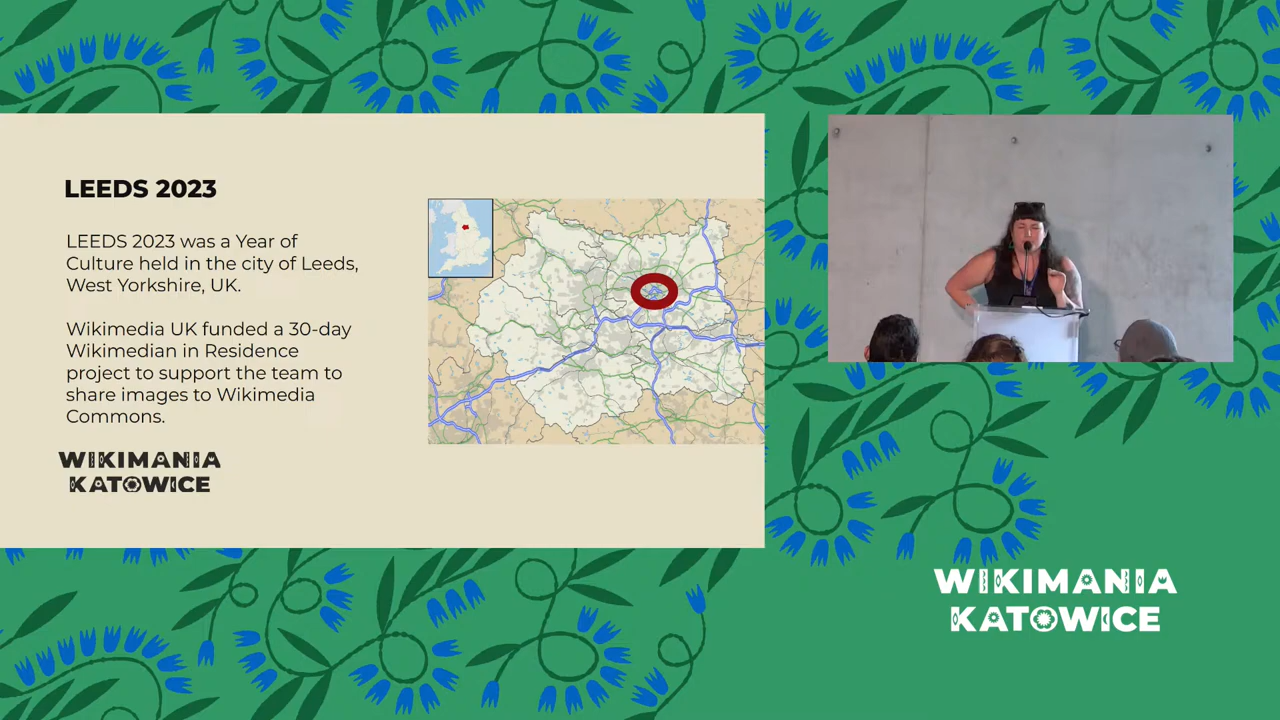 LEEDS 2023
LEEDS 2023 was a Year of
Culture held in the city of Leeds,
West Yorkshire, UK.
Wikimedia UK funded a 30-day
Wikimedian in Residence
project to support the team to
share images to Wikimedia
Commons.
WIKIMANIA
KATOWICE
WIKIMANIA
KATOWICE